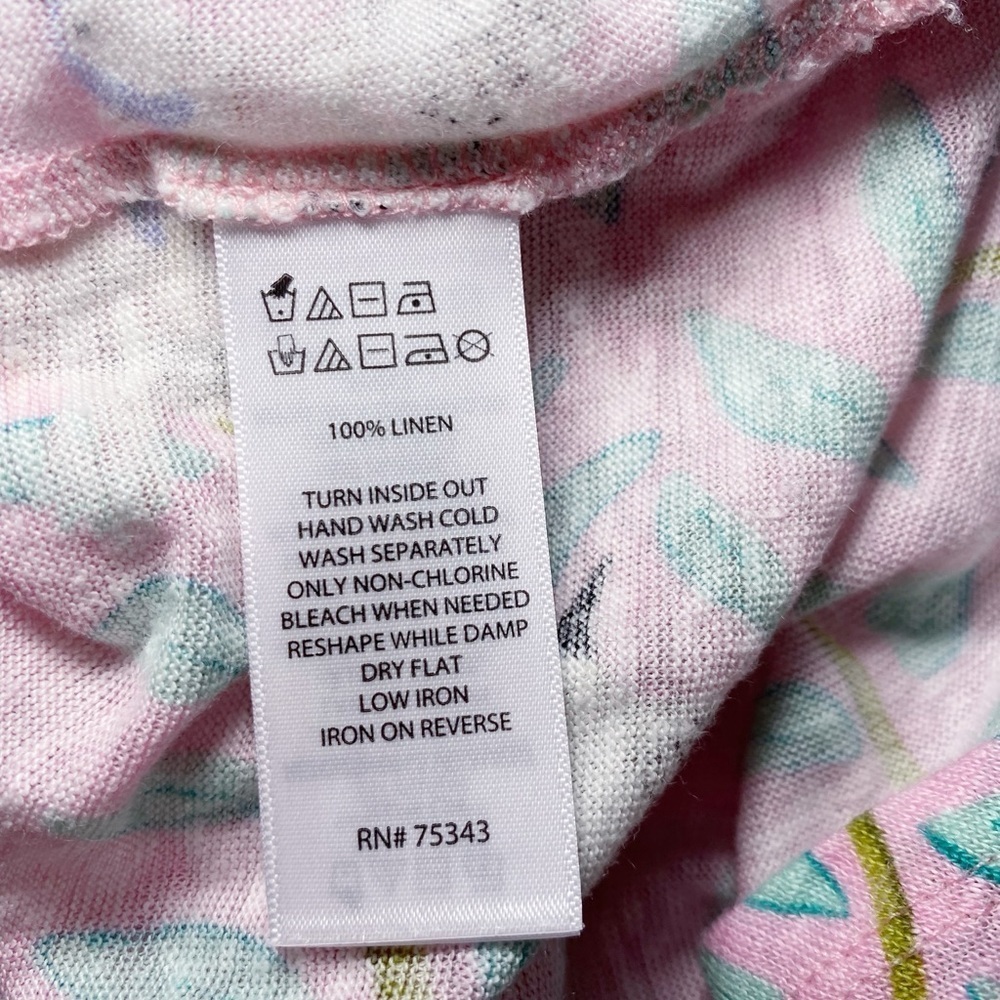 100% LINEN
TURN INSIDE OUT
HAND WASH COLD
WASH SEPARATELY
ONLY NON-CHLORINE
BLEACH WHEN NEEDED
RESHAPE WHILE DAMP
DRY FLAT
LOW IRON
IRON ON REVERSE
RN# 75343